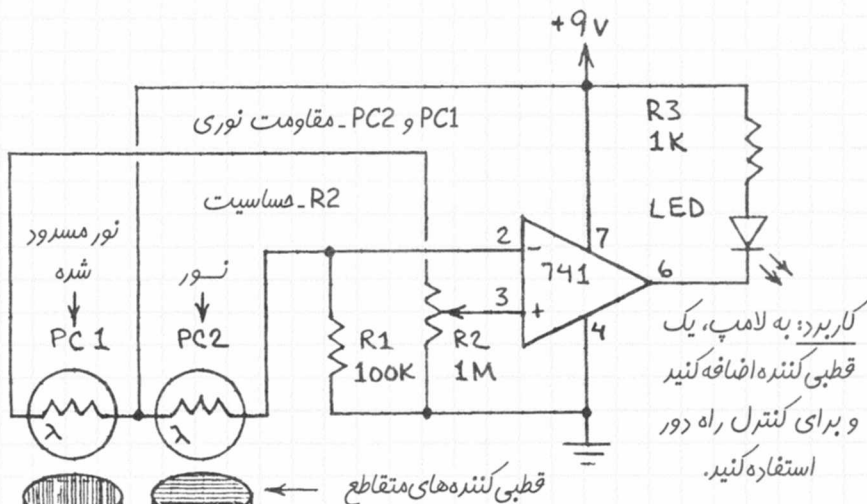 +9V
PC1 و PC2 ـ مقاومت نوری
R3
1K
R2 ـ حساسیت
LED
نور مسدود
شده
نــور
PC1
PC2
λ
λ
R1
100K
R2
1M
2
-
3
+
741
7
6
4
کاربرد: به لامپ، یک
قطبی‌کننده اضافه کنید
و برای کنترل راه دور
استفاده کنید.
قطبی‌کننده‌های متقاطع